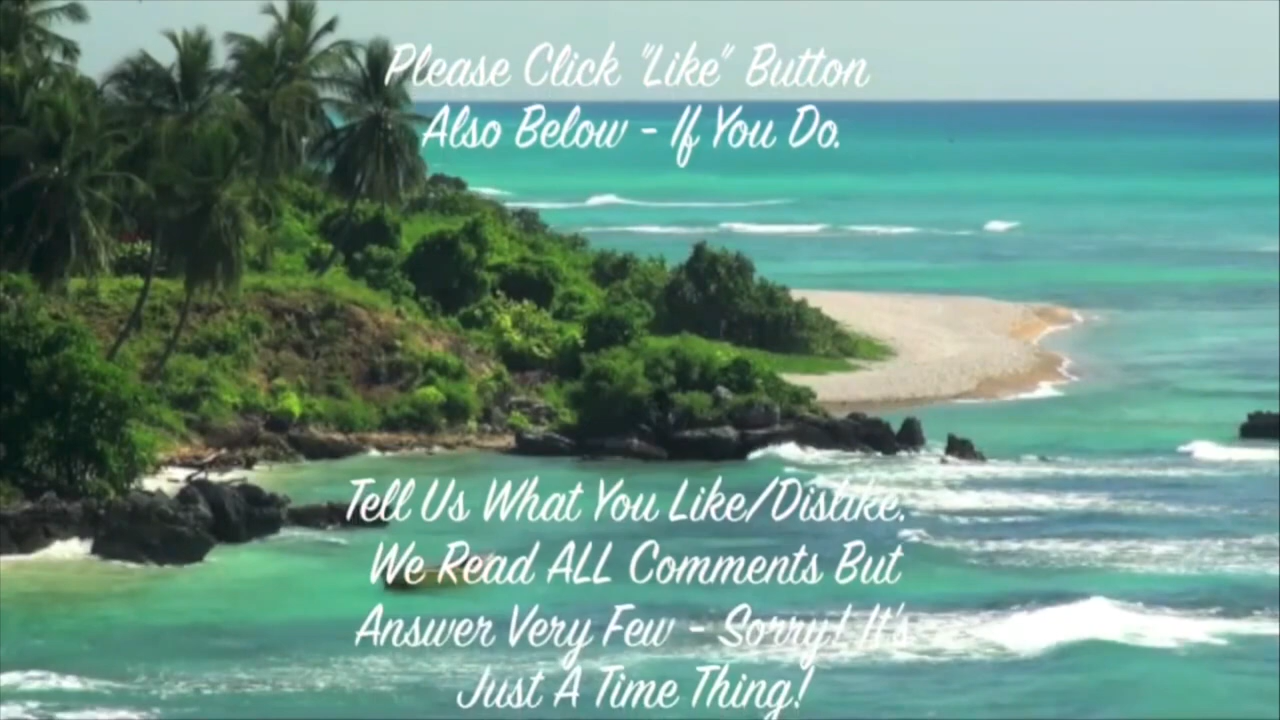 Please Click "Like" Button
Also Below - If You Do.
Tell Us What You Like/Dislike.
We Read ALL Comments But
Answer Very Few - Sorry! It's
Just A Time Thing!